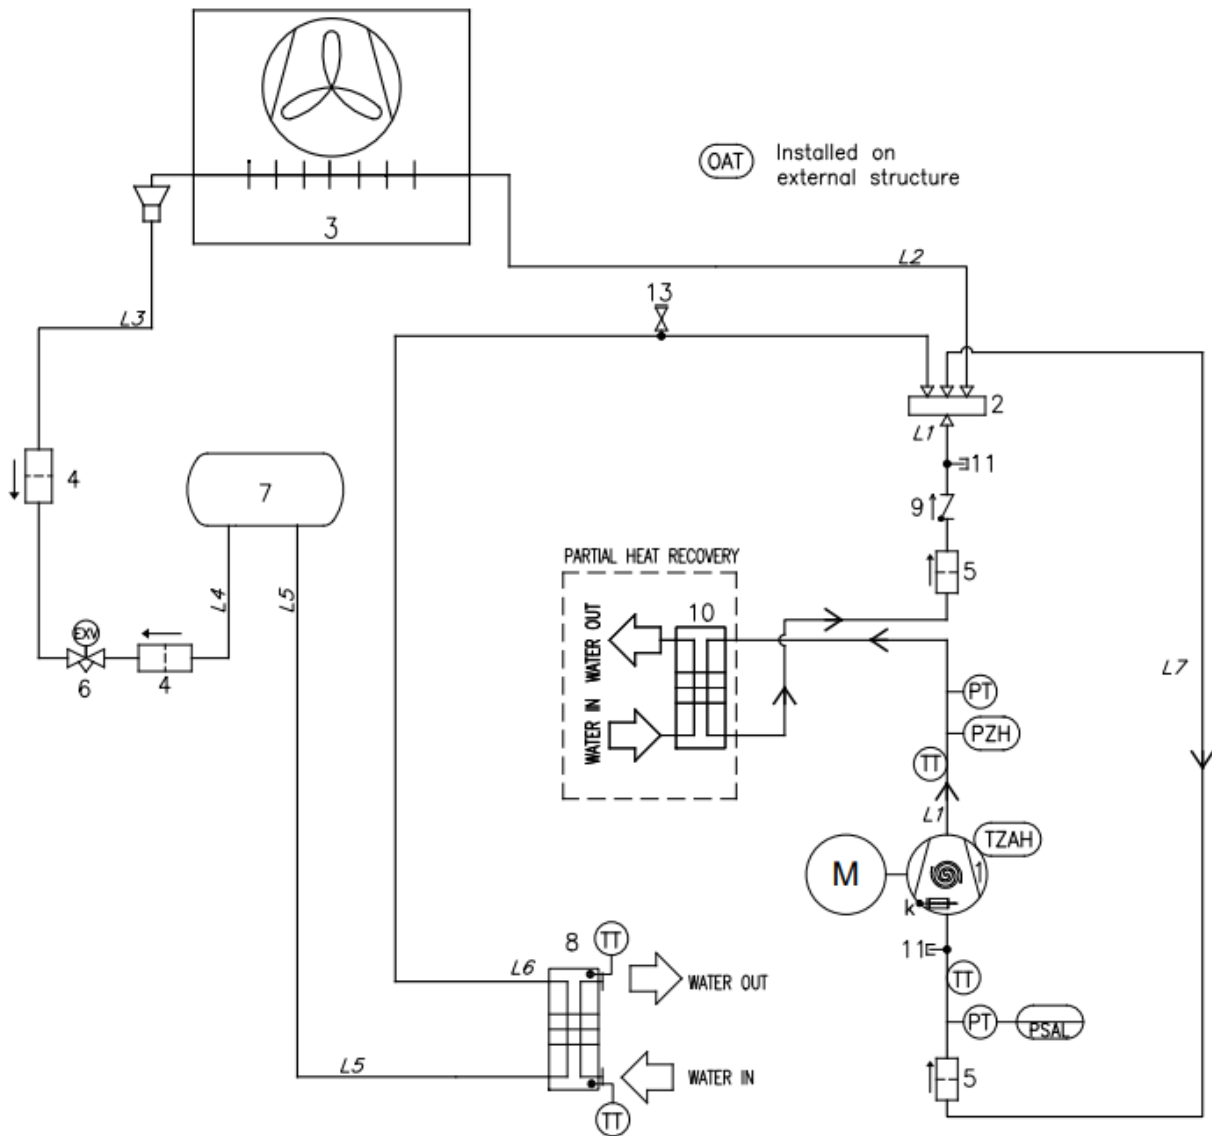 OAT
Installed on
external structure
3
L2
13
L3
2
L1
11
4
7
9
5
PARTIAL HEAT RECOVERY
L4
L5
10
WATER OUT
WATER IN
EXV
6
4
L7
PT
PZH
TT
L1
TZAH
M
1
k
11
8
TT
TT
L6
WATER OUT
PT
PSAL
L5
WATER IN
5
TT